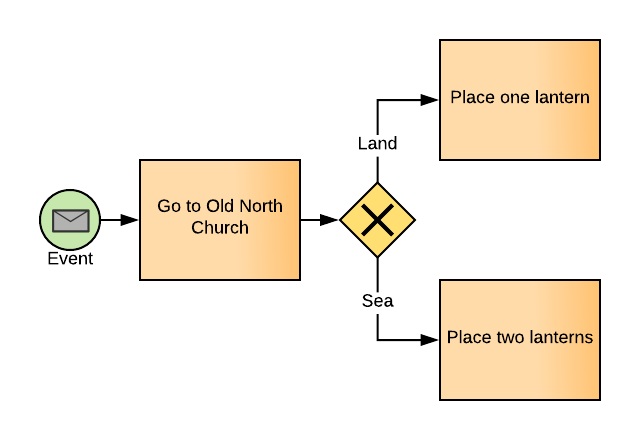 Place one lantern
Land
Go to Old North
Church
Event
Sea
Place two lanterns